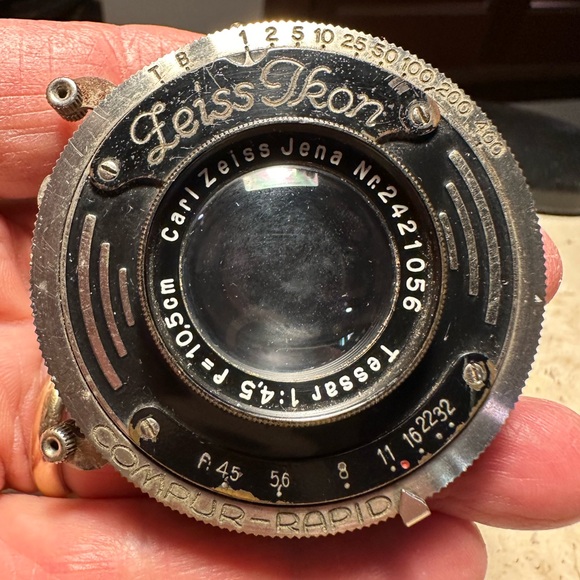 T B 1 2 5 10 25 50 100 200 400
Zeiss Ikon
Carl Zeiss Jena Nr. 2421056
Tessar 1:4,5 f=10,5cm
f: 4,5 5,6 8 11 16 22 32
COMPUR-RAPID